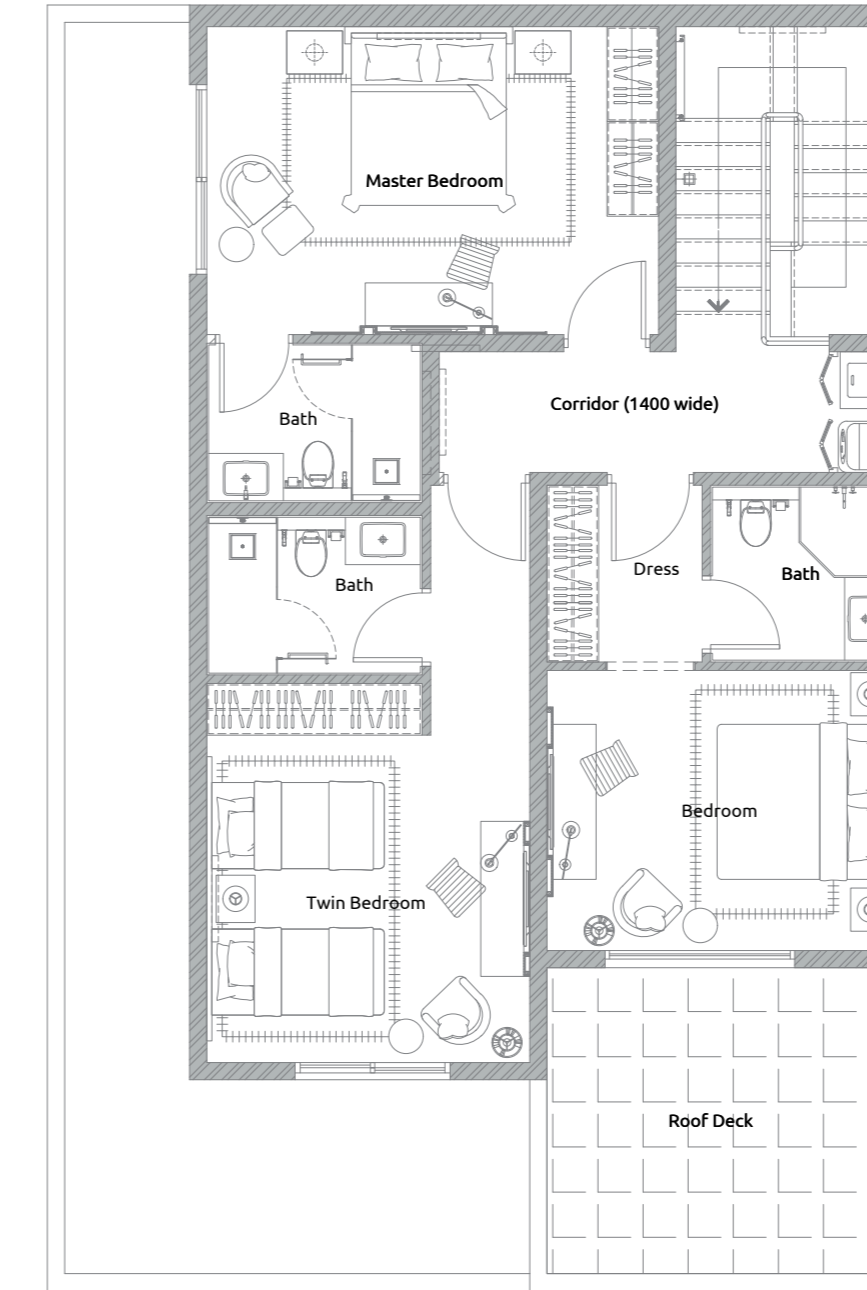 Master Bedroom
Corridor (1400 wide)
Bath
Dress
Bath
Bath
Bedroom
Twin Bedroom
Roof Deck